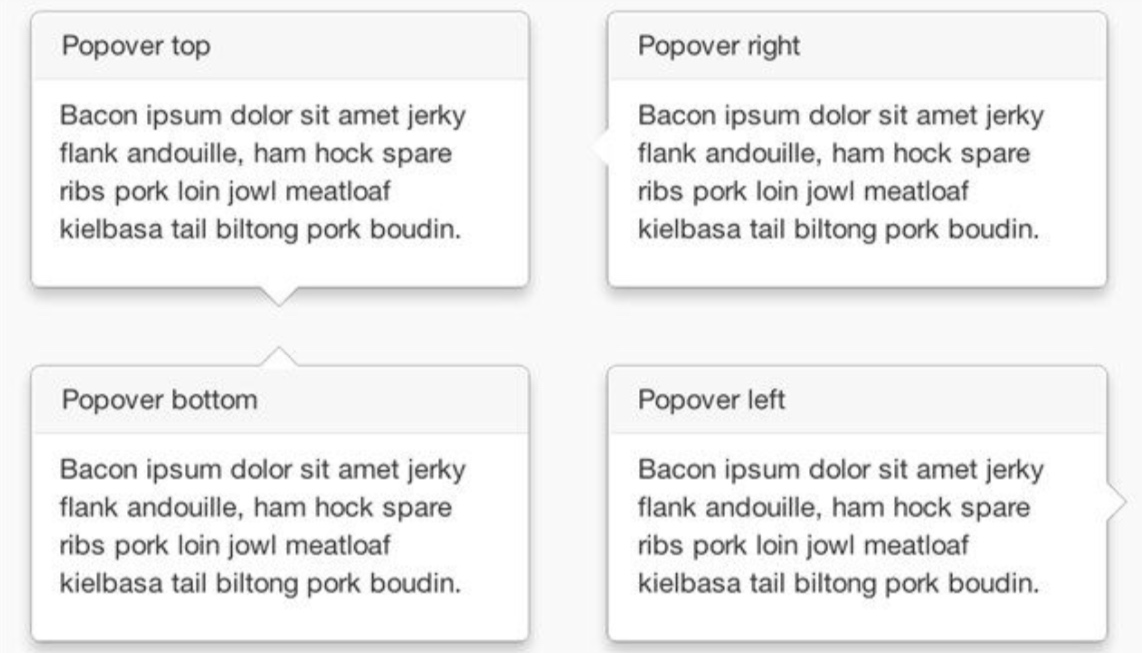 Popover top
Bacon ipsum dolor sit amet jerky
flank andouille, ham hock spare
ribs pork loin jowl meatloaf
kielbasa tail biltong pork boudin.
Popover right
Bacon ipsum dolor sit amet jerky
flank andouille, ham hock spare
ribs pork loin jowl meatloaf
kielbasa tail biltong pork boudin.
Popover bottom
Bacon ipsum dolor sit amet jerky
flank andouille, ham hock spare
ribs pork loin jowl meatloaf
kielbasa tail biltong pork boudin.
Popover left
Bacon ipsum dolor sit amet jerky
flank andouille, ham hock spare
ribs pork loin jowl meatloaf
kielbasa tail biltong pork boudin.